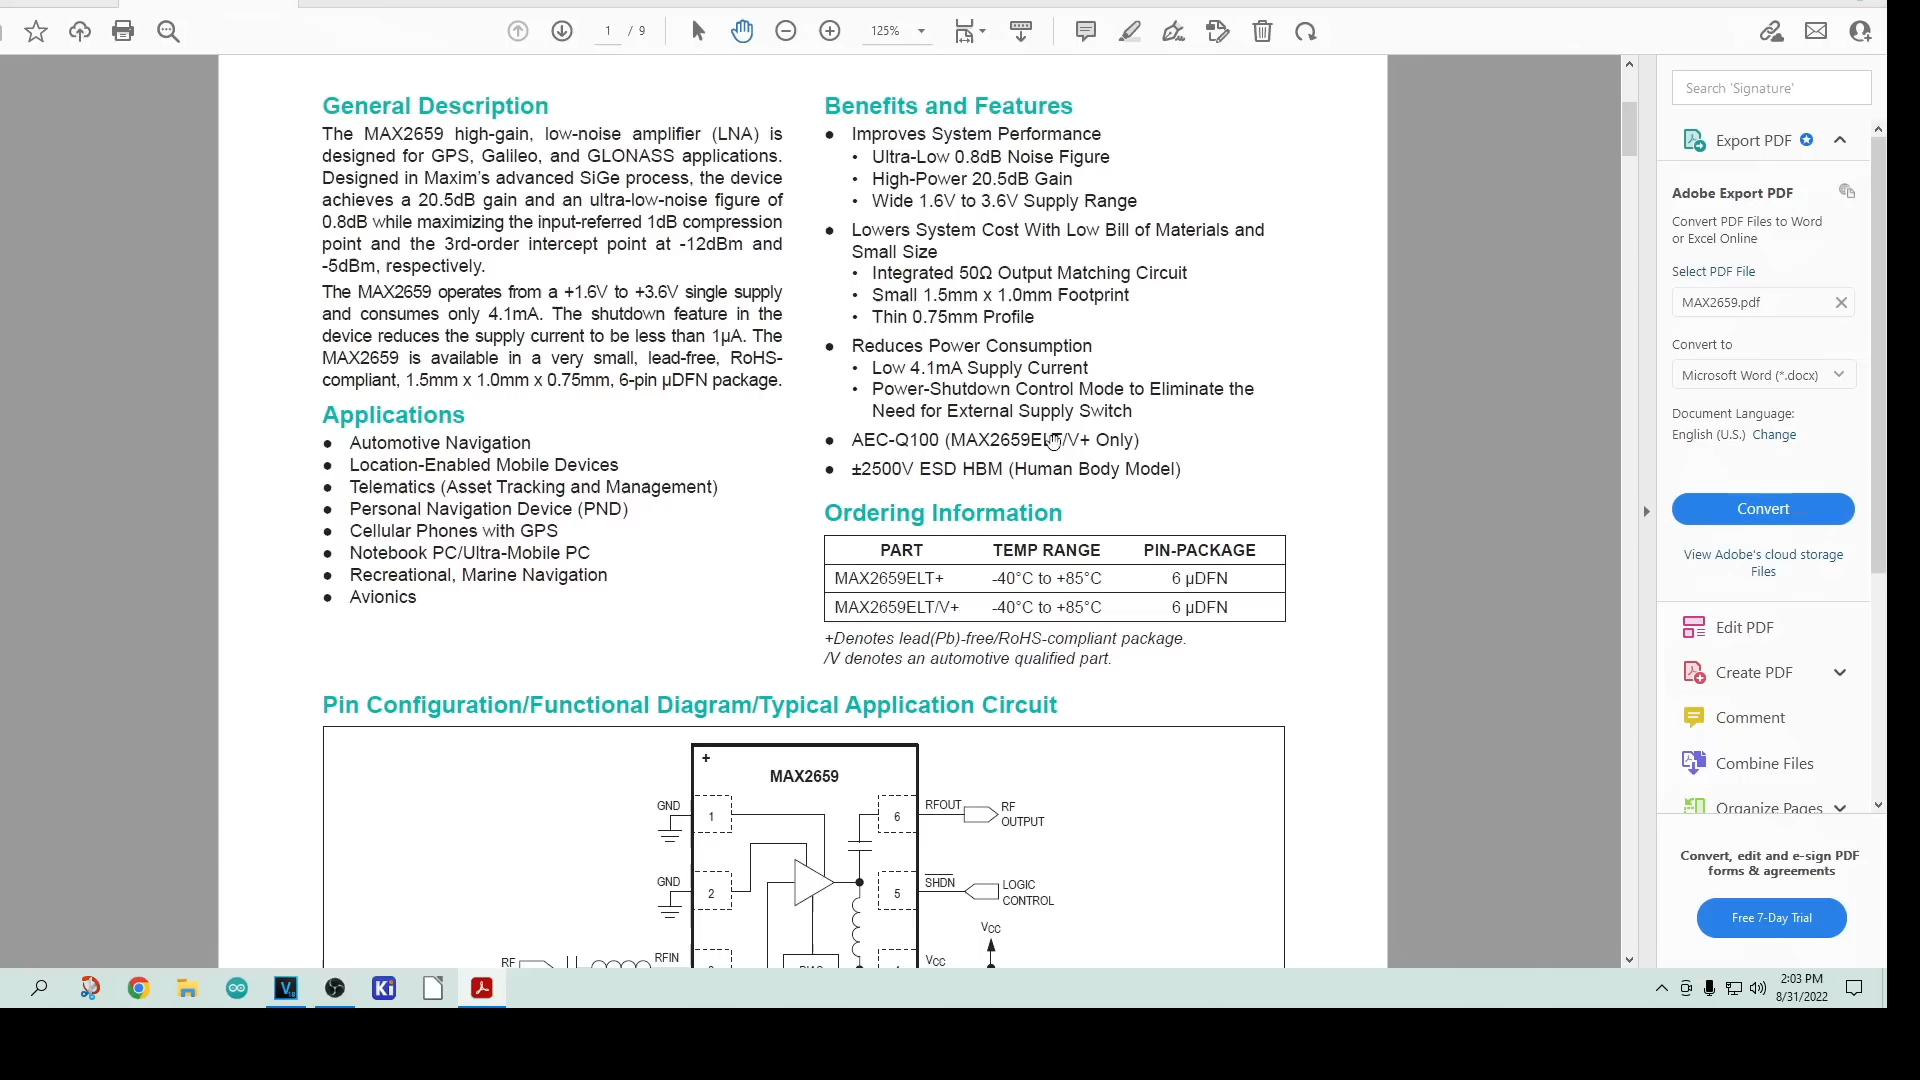 1 / 9
125%
General Description
The MAX2659 high-gain, low-noise amplifier (LNA) is
designed for GPS, Galileo, and GLONASS applications.
Designed in Maxim's advanced SiGe process, the device
achieves a 20.5dB gain and an ultra-low-noise figure of
0.8dB while maximizing the input-referred 1dB compression
point and the 3rd-order intercept point at -12dBm and
-5dBm, respectively.
The MAX2659 operates from a +1.6V to +3.6V single supply
and consumes only 4.1mA. The shutdown feature in the
device reduces the supply current to be less than 1µA. The
MAX2659 is available in a very small, lead-free, RoHS-
compliant, 1.5mm x 1.0mm x 0.75mm, 6-pin µDFN package.
Applications
● Automotive Navigation
● Location-Enabled Mobile Devices
● Telematics (Asset Tracking and Management)
● Personal Navigation Device (PND)
● Cellular Phones with GPS
● Notebook PC/Ultra-Mobile PC
● Recreational, Marine Navigation
● Avionics
Benefits and Features
● Improves System Performance
• Ultra-Low 0.8dB Noise Figure
• High-Power 20.5dB Gain
• Wide 1.6V to 3.6V Supply Range
● Lowers System Cost With Low Bill of Materials and
Small Size
• Integrated 50Ω Output Matching Circuit
• Small 1.5mm x 1.0mm Footprint
• Thin 0.75mm Profile
● Reduces Power Consumption
• Low 4.1mA Supply Current
• Power-Shutdown Control Mode to Eliminate the
Need for External Supply Switch
● AEC-Q100 (MAX2659ELT/V+ Only)
● ±2500V ESD HBM (Human Body Model)
Ordering Information
PART TEMP RANGE PIN-PACKAGE
MAX2659ELT+ -40°C to +85°C 6 µDFN
MAX2659ELT/V+ -40°C to +85°C 6 µDFN
+Denotes lead(Pb)-free/RoHS-compliant package.
/V denotes an automotive qualified part.
Pin Configuration/Functional Diagram/Typical Application Circuit
+
MAX2659
GND 1 6 RFOUT RF
OUTPUT
GND 2 5 SHDN LOGIC
CONTROL
VCC
RF RFIN VCC
Search 'Signature'
Export PDF
Adobe Export PDF
Convert PDF Files to Word
or Excel Online
Select PDF File
MAX2659.pdf
Convert to
Microsoft Word (*.docx)
Document Language:
English (U.S.) Change
Convert
View Adobe's cloud storage
Files
Edit PDF
Create PDF
Comment
Combine Files
Organize Pages
Convert, edit and e-sign PDF
forms & agreements
Free 7-Day Trial
Ki
2:03 PM
8/31/2022